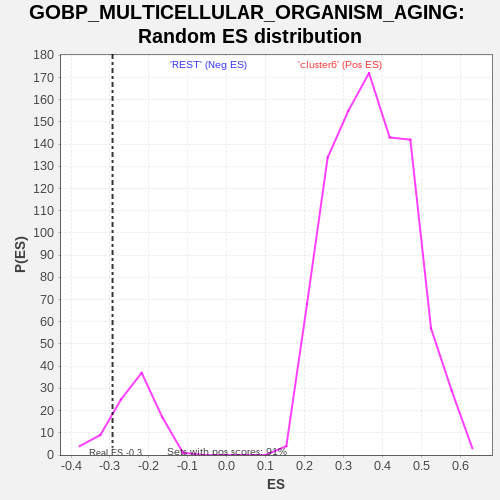 GOBP_MULTICELLULAR_ORGANISM_AGING:
Random ES distribution
'REST' (Neg ES) 'cluster6' (Pos ES)
180
170
160
150
140
130
120
110
100
90
80
70
60
50
40
30
20
10
0
P(ES)
Real ES -0.3 Sets with pos scores: 91%
-0.4 -0.3 -0.2 -0.1 0.0 0.1 0.2 0.3 0.4 0.5 0.6
ES